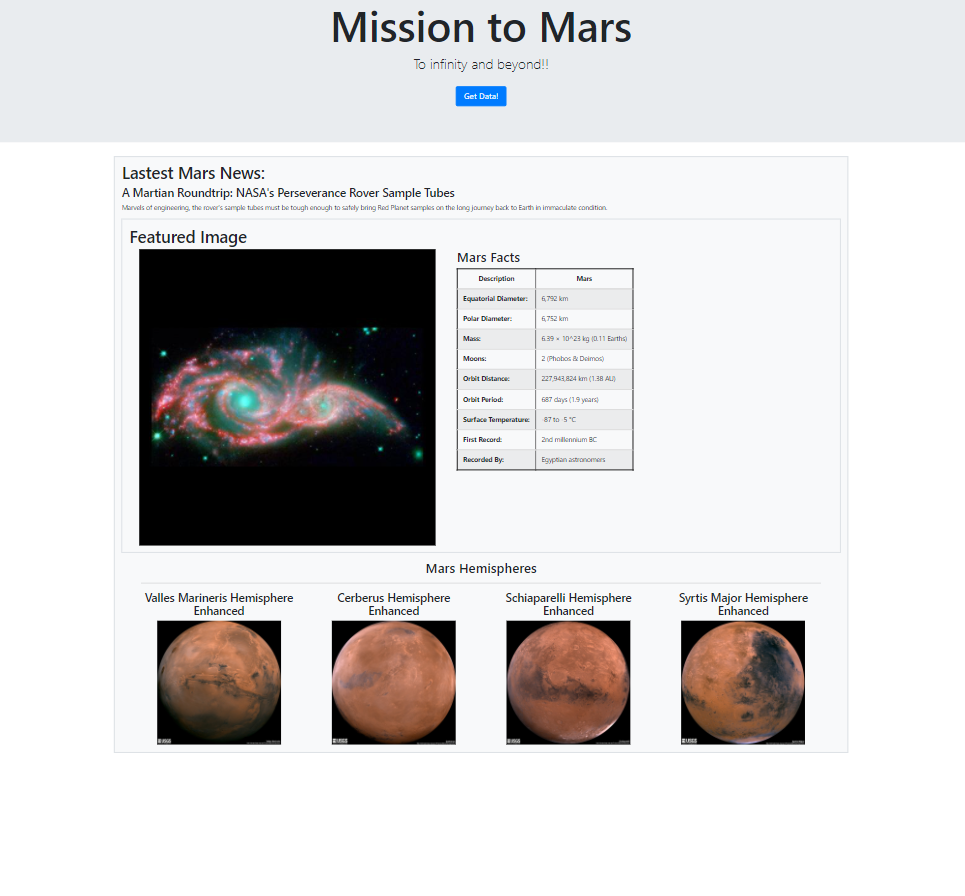 Mission to Mars
To infinity and beyond!!
Get Data!
Lastest Mars News:
A Martian Roundtrip: NASA's Perseverance Rover Sample Tubes
Marvels of engineering, the rover's sample tubes must be tough enough to safely bring Red Planet samples on the long journey back to Earth in immaculate condition.
Featured Image
Mars Facts
Description Mars
Equatorial Diameter: 6,792 km
Polar Diameter: 6,752 km
Mass: 6.39 × 10^23 kg (0.11 Earths)
Moons: 2 (Phobos & Deimos)
Orbit Distance: 227,943,824 km (1.38 AU)
Orbit Period: 687 days (1.9 years)
Surface Temperature: -87 to -5 °C
First Record: 2nd millennium BC
Recorded By: Egyptian astronomers
Mars Hemispheres
Valles Marineris Hemisphere
Enhanced
Cerberus Hemisphere
Enhanced
Schiaparelli Hemisphere
Enhanced
Syrtis Major Hemisphere
Enhanced
USGS
USGS
USGS
USGS